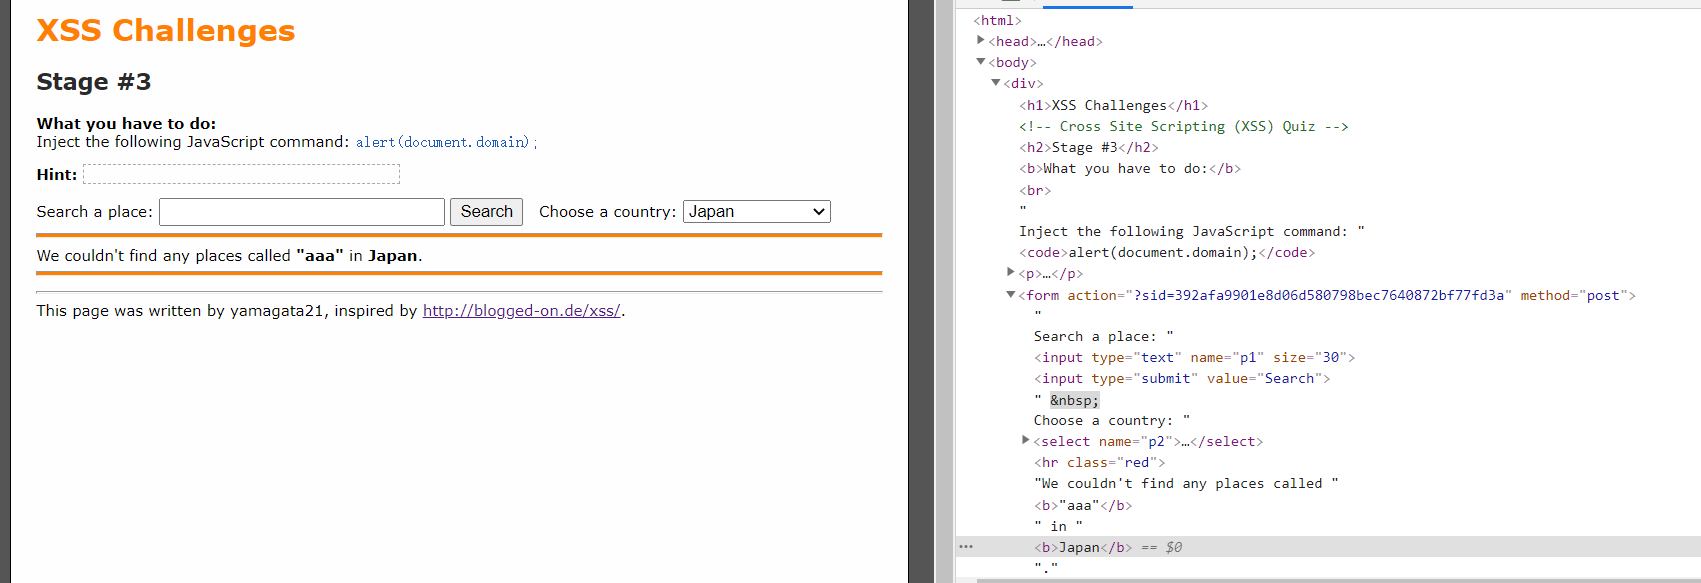 XSS Challenges
Stage #3
What you have to do:
Inject the following JavaScript command: alert(document.domain);
Hint:
Search a place: Search Choose a country: Japan
We couldn't find any places called "aaa" in Japan.
This page was written by yamagata21, inspired by http://blogged-on.de/xss/.
<html>
<head>…</head>
<body>
<div>
<h1>XSS Challenges</h1>
<!-- Cross Site Scripting (XSS) Quiz -->
<h2>Stage #3</h2>
<b>What you have to do:</b>
<br>
"
Inject the following JavaScript command: "
<code>alert(document.domain);</code>
<p>…</p>
<form action="?sid=392afa9901e8d06d580798bec7640872bf77fd3a" method="post">
"
Search a place: "
<input type="text" name="p1" size="30">
<input type="submit" value="Search">
" &nbsp;
Choose a country: "
<select name="p2">…</select>
<hr class="red">
"We couldn't find any places called "
<b>"aaa"</b>
" in "
<b>Japan</b> == $0
"."